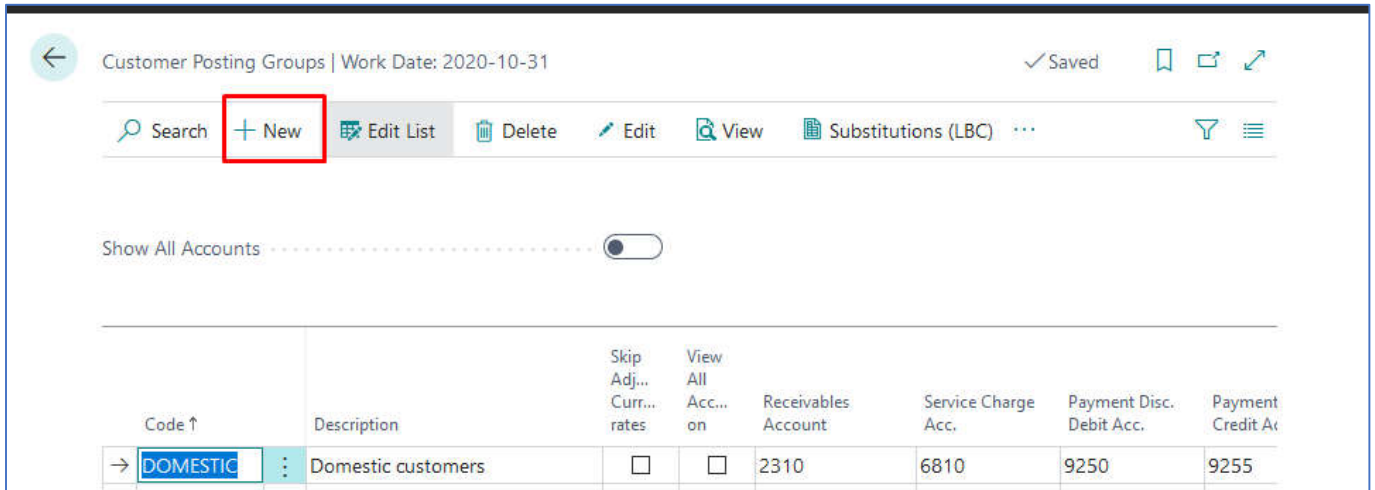 Customer Posting Groups | Work Date: 2020-10-31 ✓ Saved
Search + New Edit List Delete Edit View Substitutions (LBC) ...
Show All Accounts
Code ↑ Description Skip Adj... Curr... rates View All Acc... on Receivables Account Service Charge Acc. Payment Disc. Debit Acc. Payment Credit
→ DOMESTIC Domestic customers 2310 6810 9250 9255